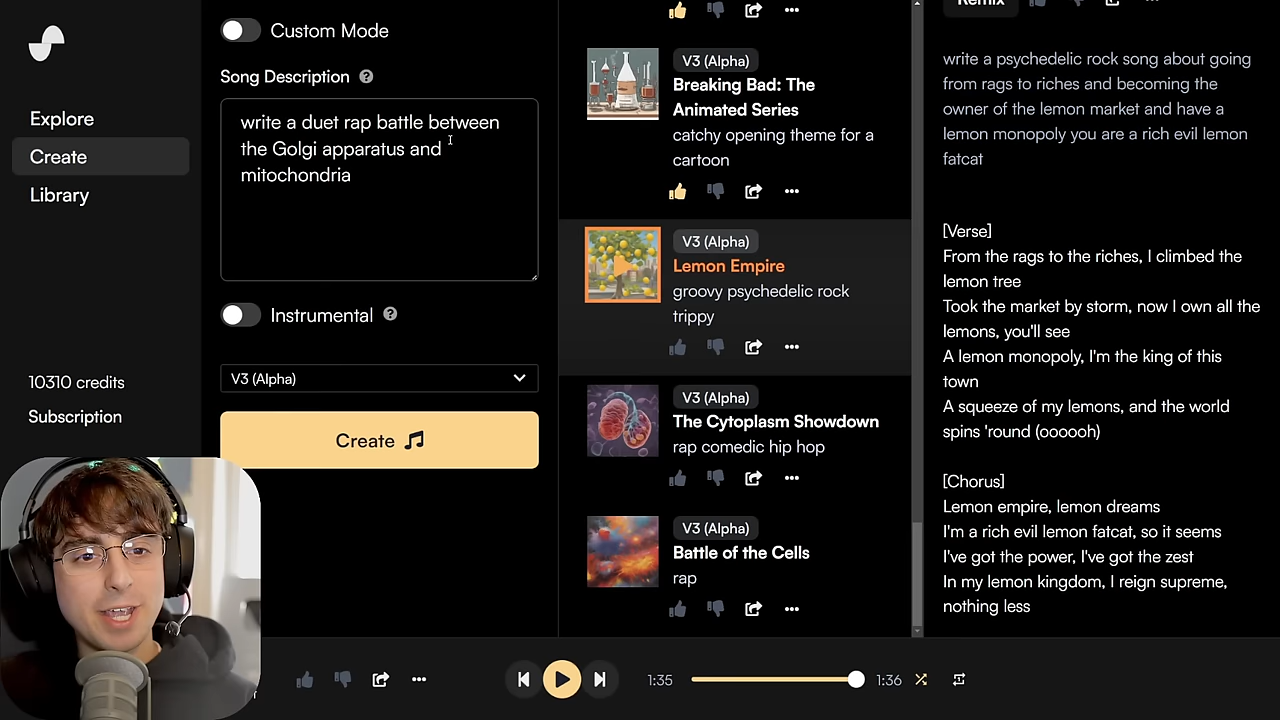 Explore
Create
Library
10310 credits
Subscription
Custom Mode
Song Description
write a duet rap battle between
the Golgi apparatus and
mitochondria
Instrumental
V3 (Alpha)
Create
V3 (Alpha)
Breaking Bad: The
Animated Series
catchy opening theme for a
cartoon
V3 (Alpha)
Lemon Empire
groovy psychedelic rock
trippy
V3 (Alpha)
The Cytoplasm Showdown
rap comedic hip hop
V3 (Alpha)
Battle of the Cells
rap
Remix
write a psychedelic rock song about going
from rags to riches and becoming the
owner of the lemon market and have a
lemon monopoly you are a rich evil lemon
fatcat
[Verse]
From the rags to the riches, I climbed the
lemon tree
Took the market by storm, now I own all the
lemons, you'll see
A lemon monopoly, I'm the king of this
town
A squeeze of my lemons, and the world
spins 'round (ooooh)
[Chorus]
Lemon empire, lemon dreams
I'm a rich evil lemon fatcat, so it seems
I've got the power, I've got the zest
In my lemon kingdom, I reign supreme,
nothing less
1:35
1:36